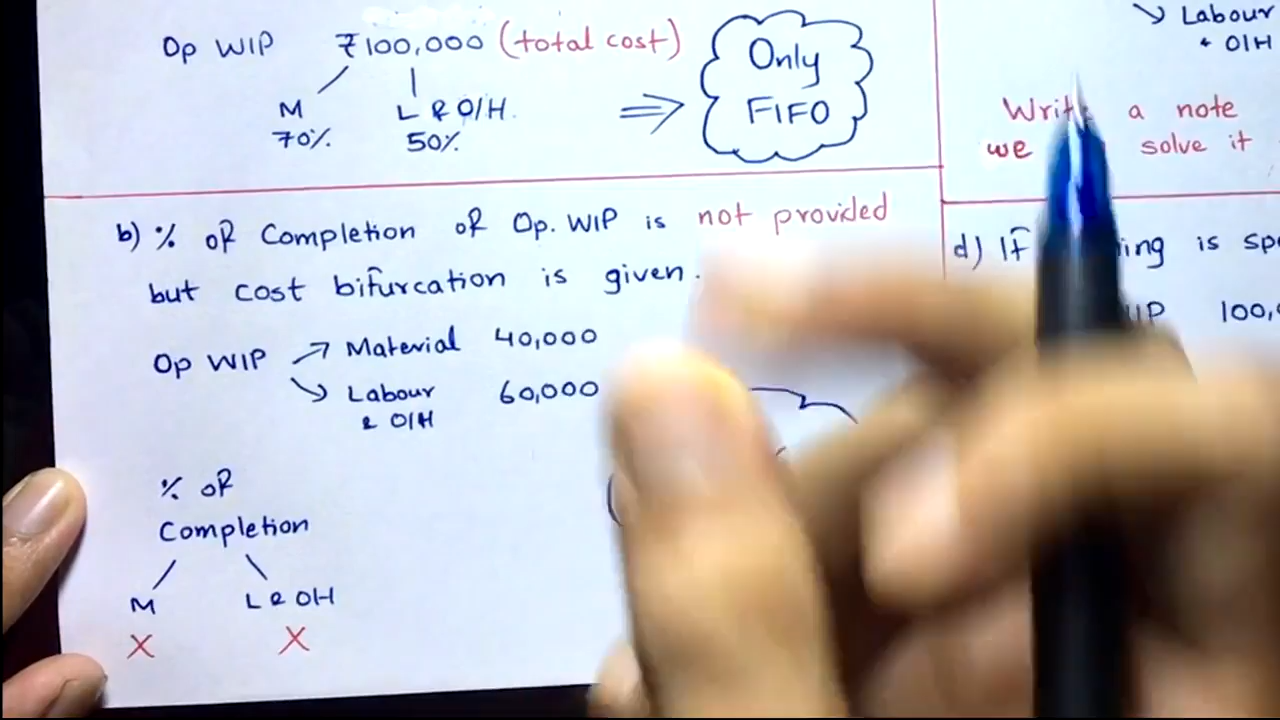 Op WIP ₹100,000 (total cost)
M L & O/H.
70% 50%
⇒ Only
FIFO
b) % of Completion of Op. WIP is not provided
but cost bifurcation is given.
Op WIP → Material 40,000
↘ Labour 60,000
& O/H
% of
Completion
M L & OH
X X
↘ Labour
+ O/H
Write a note
we solve it
d) If is
100,